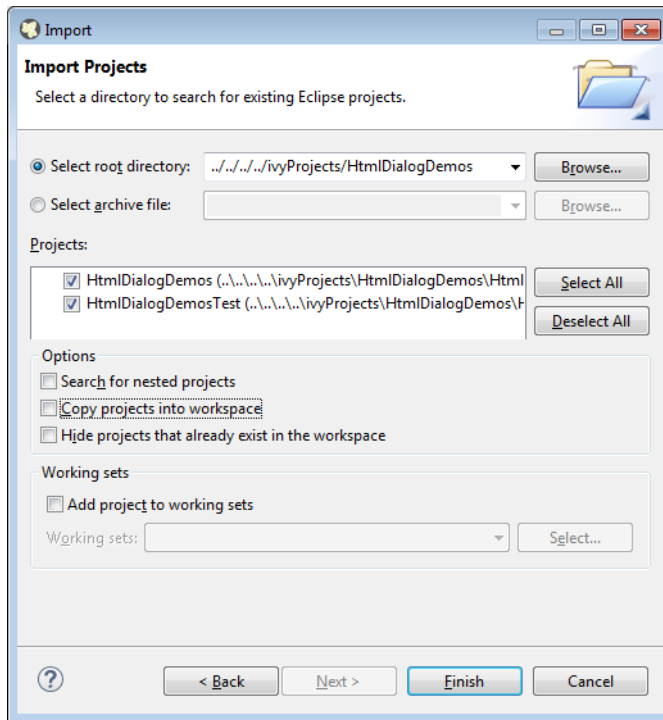 Import
Import Projects
Select a directory to search for existing Eclipse projects.
Select root directory: ../../../../ivyProjects/HtmlDialogDemos Browse...
Select archive file: Browse...
Projects:
HtmlDialogDemos (..\..\..\..\ivyProjects\HtmlDialogDemos\Html Select All
HtmlDialogDemosTest (..\..\..\..\ivyProjects\HtmlDialogDemos\H Deselect All
Options
Search for nested projects
Copy projects into workspace
Hide projects that already exist in the workspace
Working sets
Add project to working sets
Working sets: Select...
? < Back Next > Finish Cancel